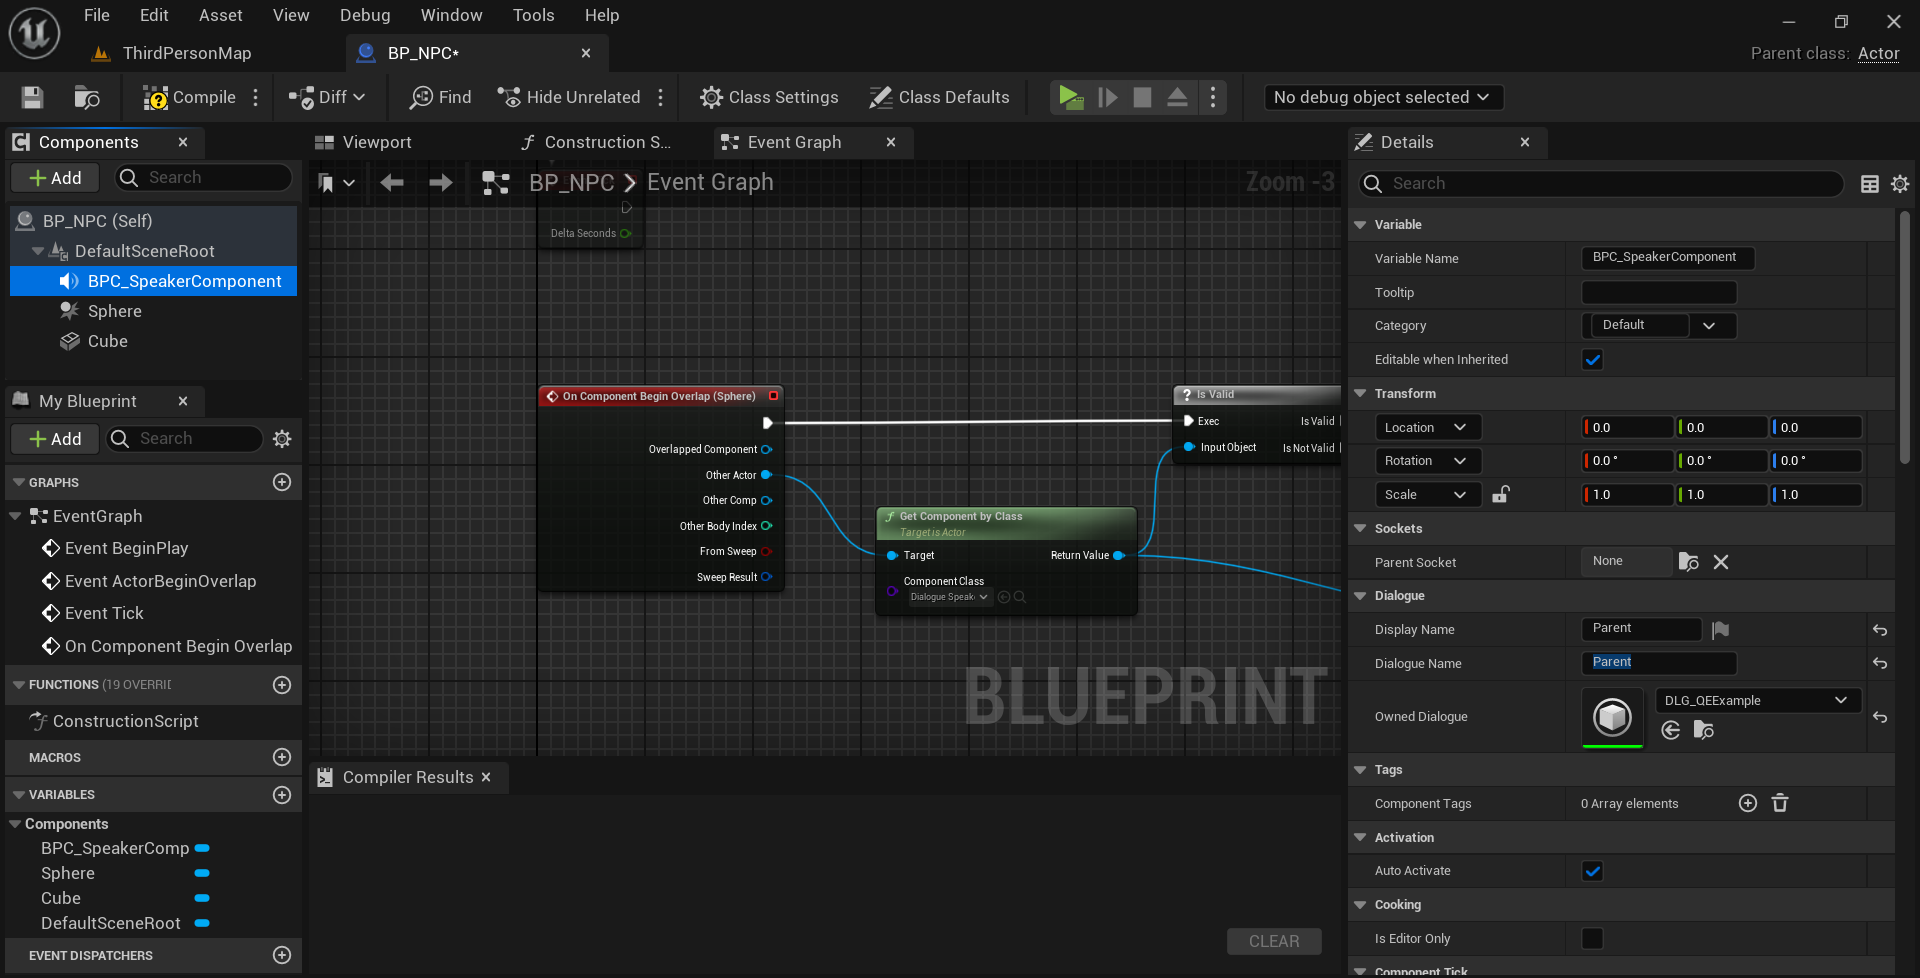 File Edit Asset View Debug Window Tools Help
ThirdPersonMap
BP_NPC*
Parent class: Actor
Compile
Diff
Find
Hide Unrelated
Class Settings
Class Defaults
No debug object selected
Components
Add
Search
BP_NPC (Self)
DefaultSceneRoot
BPC_SpeakerComponent
Sphere
Cube
My Blueprint
Add
Search
GRAPHS
EventGraph
Event BeginPlay
Event ActorBeginOverlap
Event Tick
On Component Begin Overlap
FUNCTIONS (19 OVERRI
ConstructionScript
MACROS
VARIABLES
Components
BPC_SpeakerComp
Sphere
Cube
DefaultSceneRoot
EVENT DISPATCHERS
Viewport
Construction S...
Event Graph
BP_NPC > Event Graph
Zoom -3
Delta Seconds
On Component Begin Overlap (Sphere)
Overlapped Component
Other Actor
Other Comp
Other Body Index
From Sweep
Sweep Result
Get Component by Class
Target is Actor
Target
Return Value
Component Class
Dialogue Speak
? Is Valid
Exec
Is Valid
Input Object
Is Not Valid
BLUEPRINT
Compiler Results
CLEAR
Details
Search
Variable
Variable Name
BPC_SpeakerComponent
Tooltip
Category
Default
Editable when Inherited
Transform
Location
0.0 0.0 0.0
Rotation
0.0 ° 0.0 ° 0.0 °
Scale
1.0 1.0 1.0
Sockets
Parent Socket
None
Dialogue
Display Name
Parent
Dialogue Name
Parent
Owned Dialogue
DLG_QEExample
Tags
Component Tags
0 Array elements
Activation
Auto Activate
Cooking
Is Editor Only
Component Tick